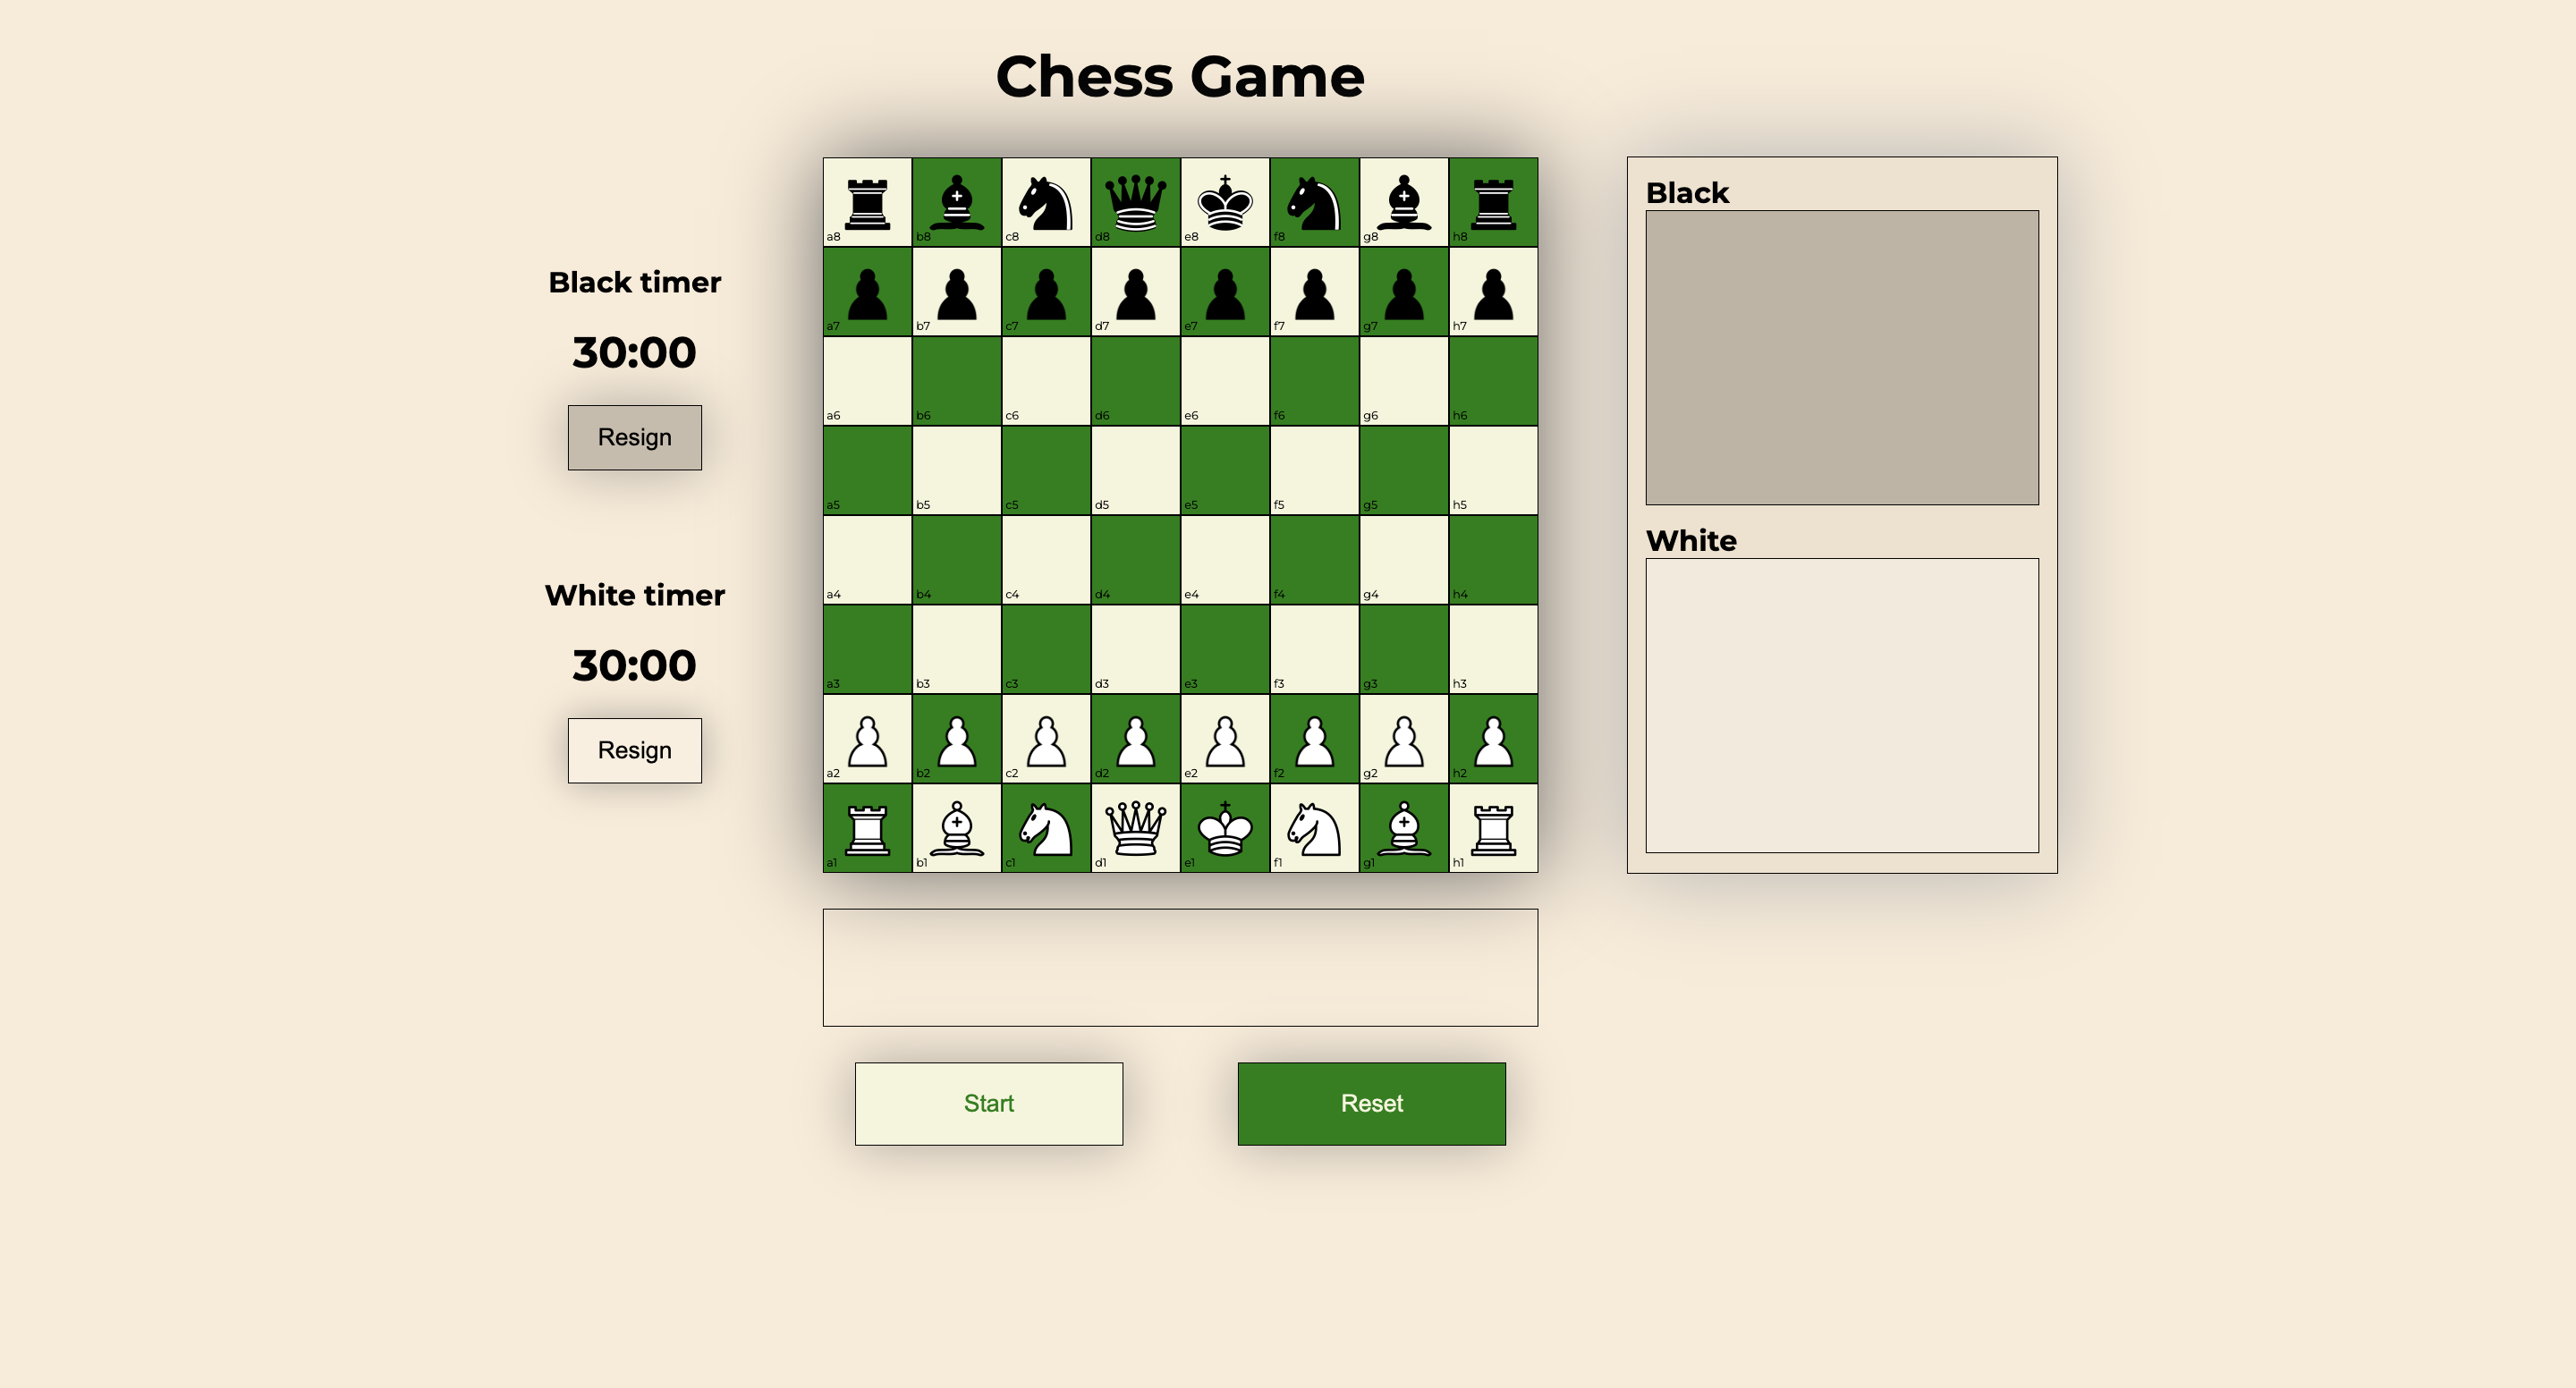 Chess Game
Black timer
30:00
Resign
White timer
30:00
Resign
a8 b8 c8 d8 e8 f8 g8 h8
a7 b7 c7 d7 e7 f7 g7 h7
a6 b6 c6 d6 e6 f6 g6 h6
a5 b5 c5 d5 e5 f5 g5 h5
a4 b4 c4 d4 e4 f4 g4 h4
a3 b3 c3 d3 e3 f3 g3 h3
a2 b2 c2 d2 e2 f2 g2 h2
a1 b1 c1 d1 e1 f1 g1 h1
Start
Reset
Black
White